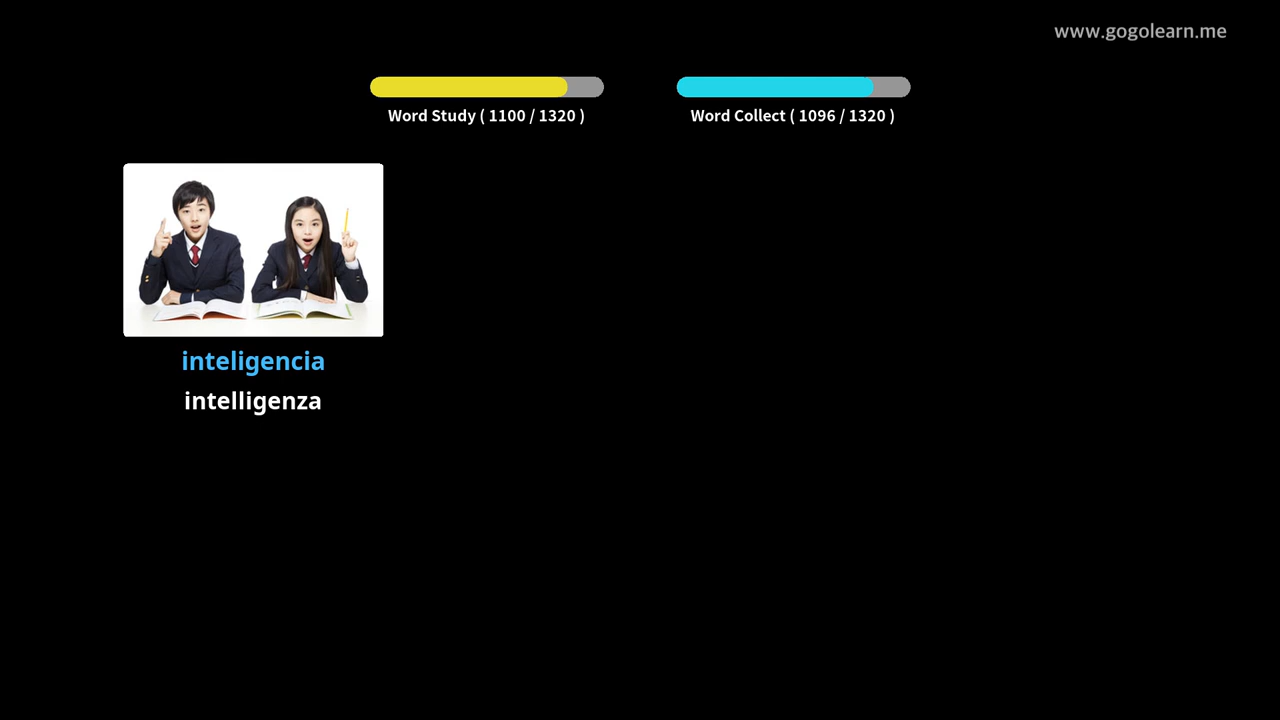 www.gogolearn.me
Word Study ( 1100 / 1320 )
Word Collect ( 1096 / 1320 )
inteligencia
intelligenza